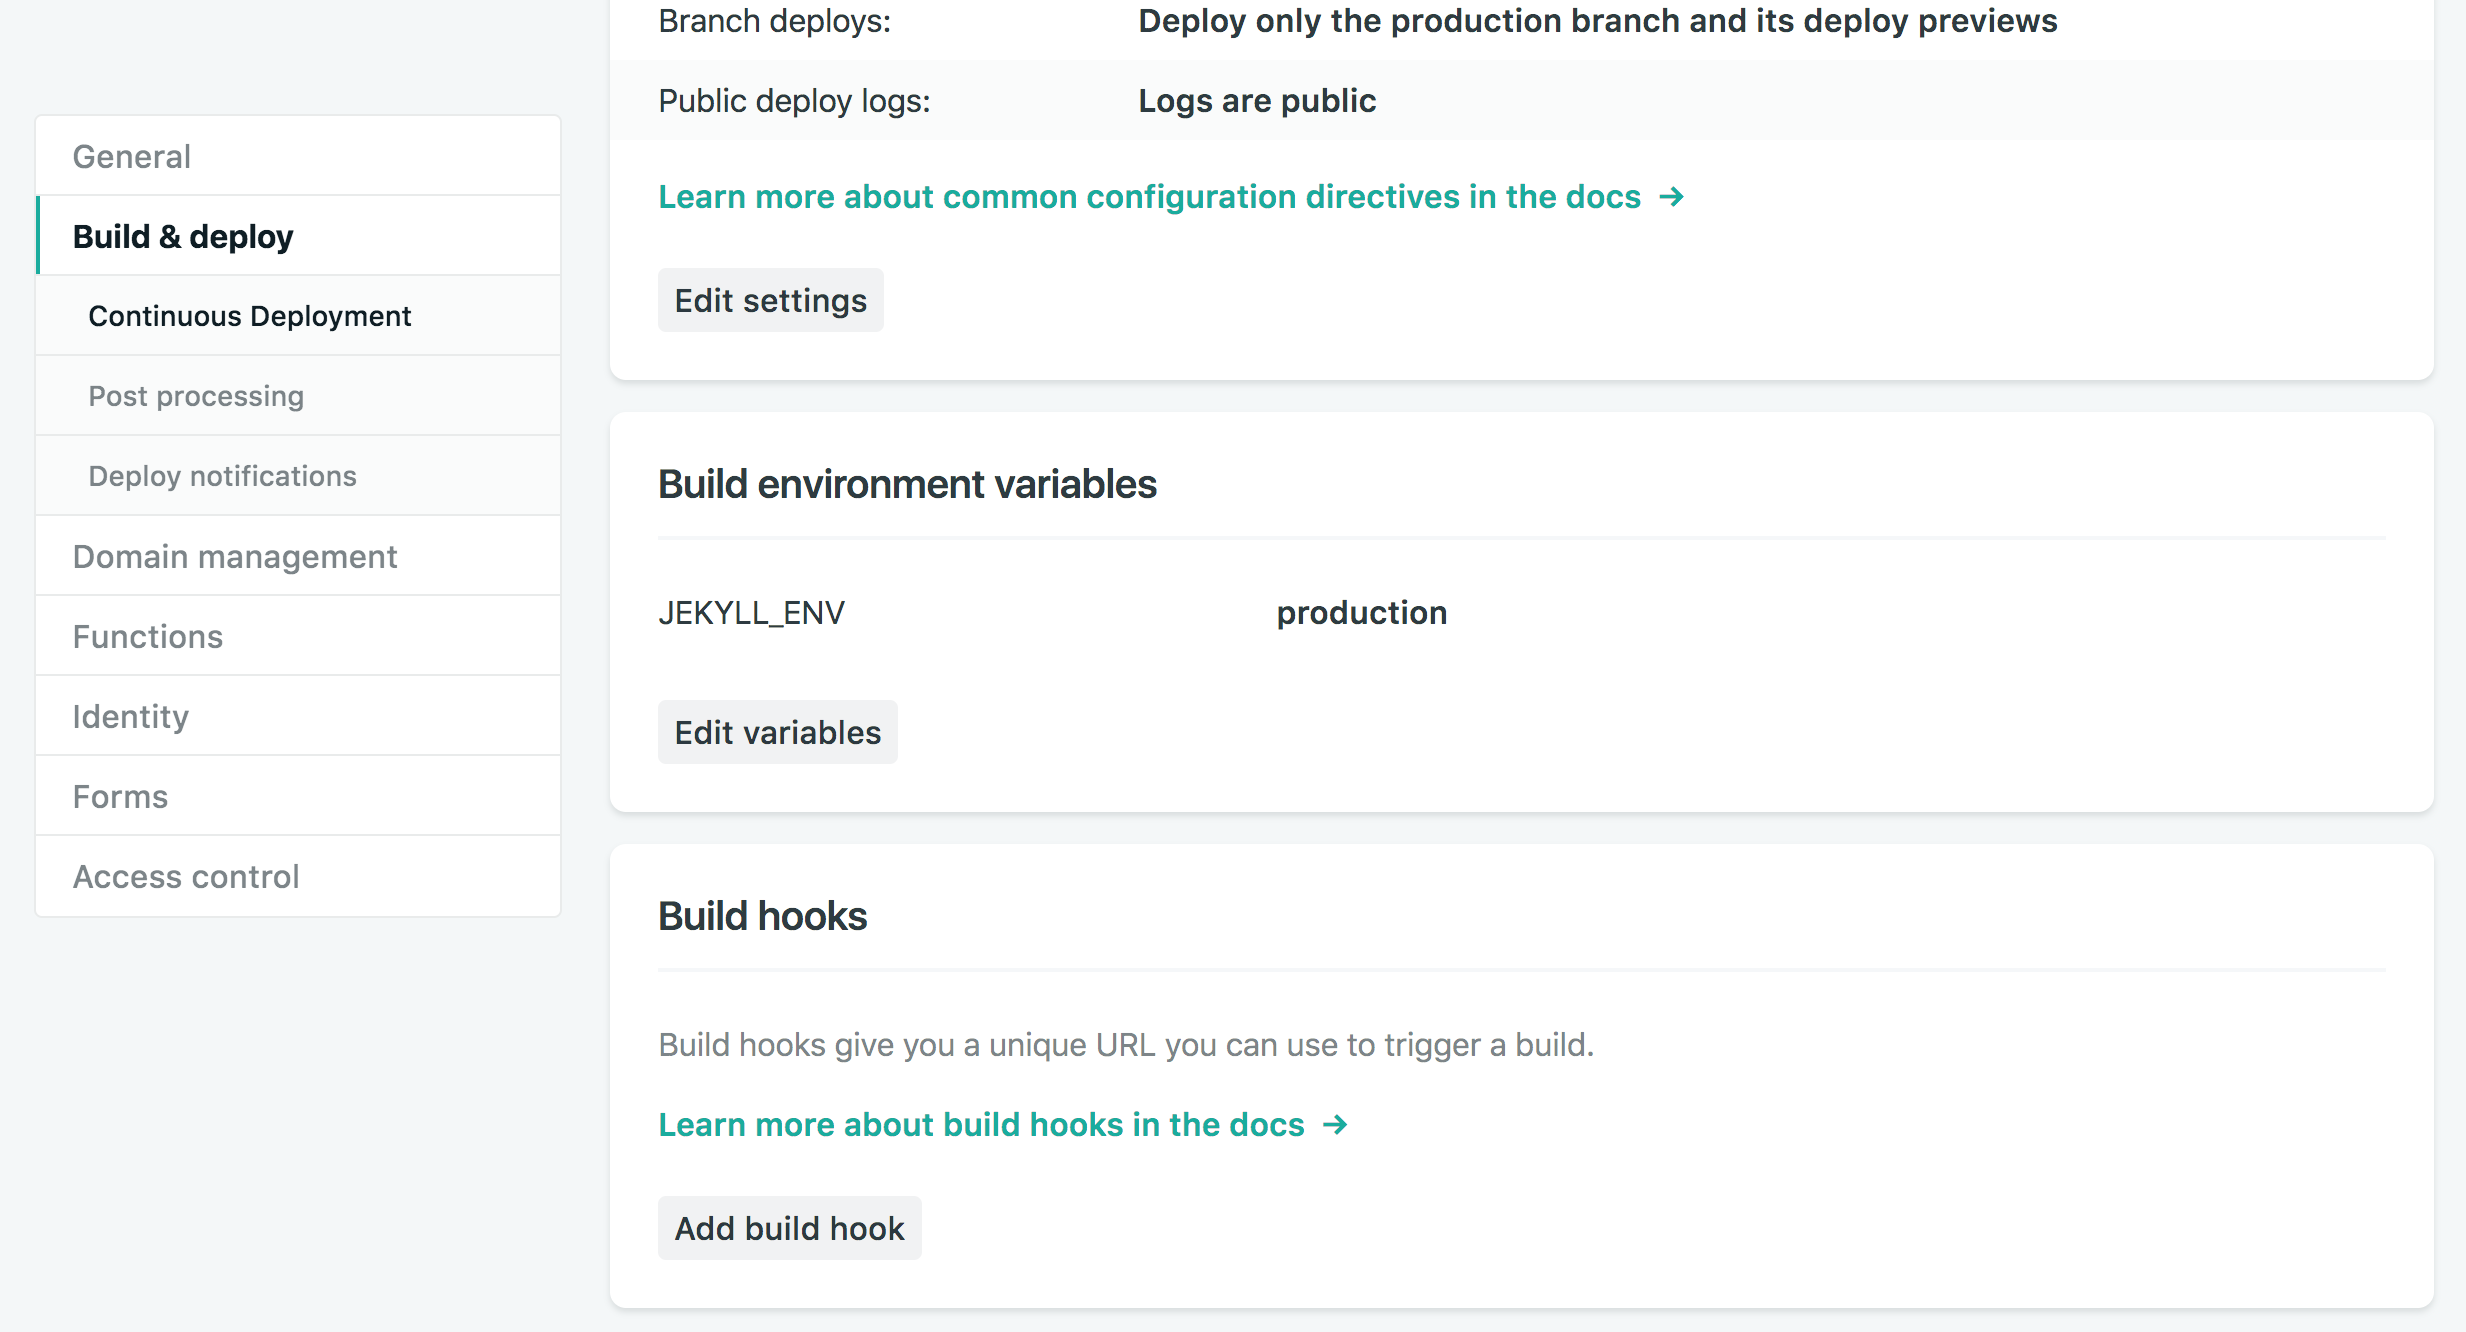 General
Build & deploy
Continuous Deployment
Post processing
Deploy notifications
Domain management
Functions
Identity
Forms
Access control
Branch deploys: Deploy only the production branch and its deploy previews
Public deploy logs: Logs are public
Learn more about common configuration directives in the docs →
Edit settings
Build environment variables
JEKYLL_ENV production
Edit variables
Build hooks
Build hooks give you a unique URL you can use to trigger a build.
Learn more about build hooks in the docs →
Add build hook